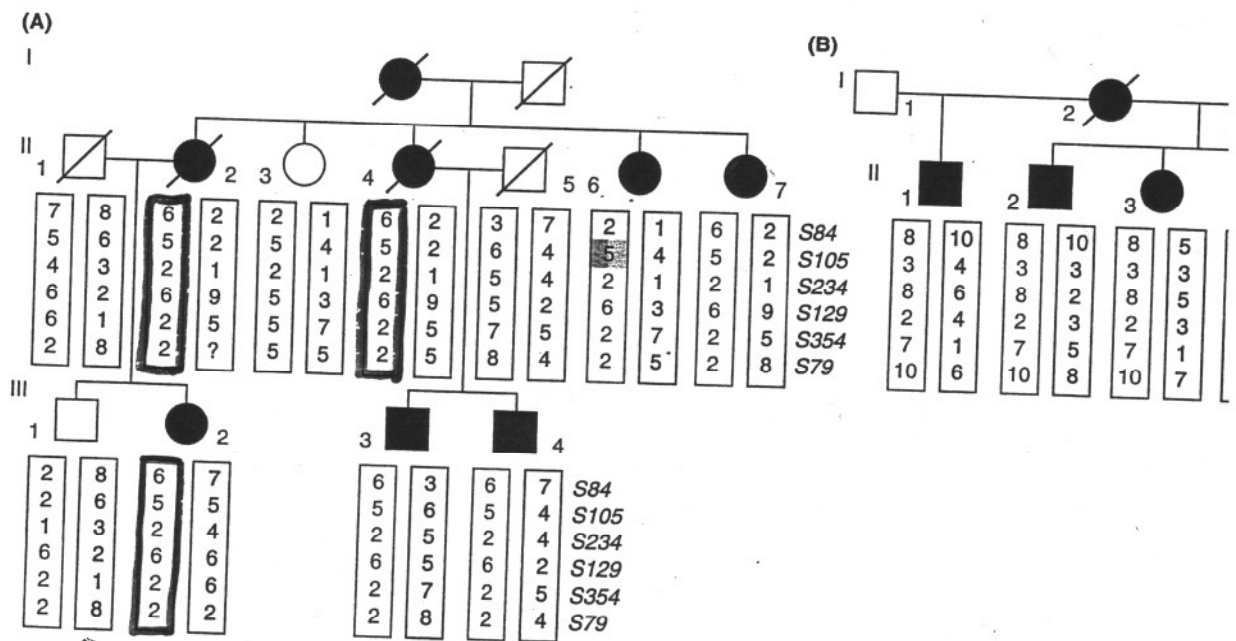 (A)
(B)
I
I
1
2
II
1 2 3 4 5 6 7
II
1 2 3
7 8 6 2 2 1 6 2 3 7 2 1 6 2 S84
5 6 5 2 5 4 5 2 6 4 5 4 5 2 S105
4 3 2 1 2 1 2 1 5 4 2 1 2 1 S234
6 2 6 9 5 3 6 9 5 2 6 3 6 9 S129
6 1 2 5 5 7 2 5 7 5 2 7 2 5 S354
2 8 2 ? 5 5 2 5 8 4 2 5 2 8 S79
8 10 8 10 8 5
3 4 3 3 3 3
8 6 8 2 8 5
2 4 2 3 2 3
7 1 7 5 7 1
10 6 10 8 10 7
III
1 2 3 4
2 8 6 7 6 3 6 7 S84
2 6 5 5 5 6 5 4 S105
1 3 2 4 2 5 2 4 S234
6 2 6 6 6 5 6 2 S129
2 1 2 6 2 7 2 5 S354
2 8 2 2 2 8 2 4 S79